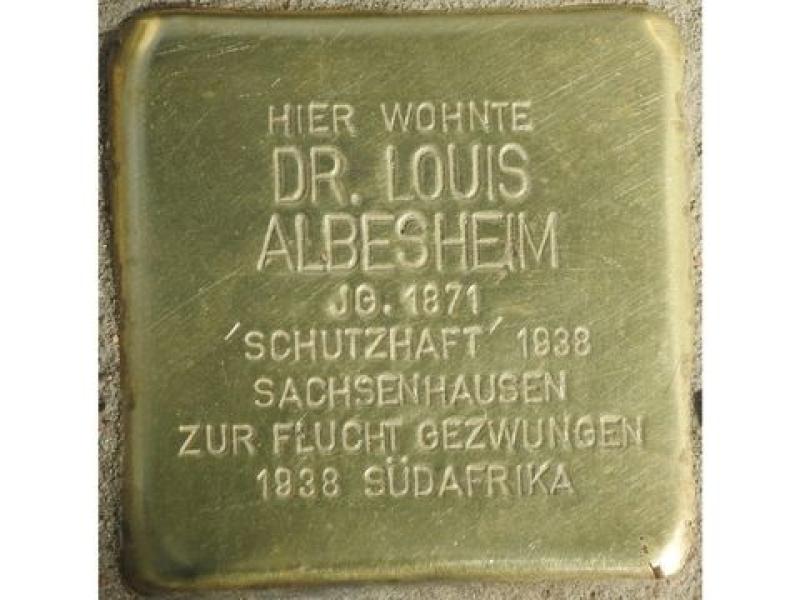 HIER WOHNTE
DR. LOUIS
ALBESHEIM
JG. 1871
'SCHUTZHAFT' 1938
SACHSENHAUSEN
ZUR FLUCHT GEZWUNGEN
1938 SÜDAFRIKA